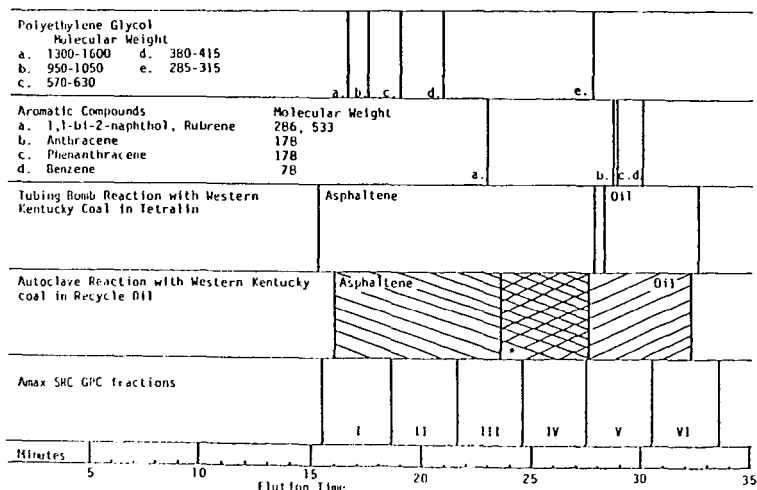 Polyethylene Glycol
Molecular Weight
a. 1300-1600 d. 380-415
b. 950-1050 e. 285-315
c. 570-630
a. b. c. d. e.
Aromatic Compounds Molecular Weight
a. 1,1-bi-2-naphthol, Rubrene 286, 533
b. Anthracene 178
c. Phenanthracene 178
d. Benzene 78
a. b. c. d.
Tubing Bomb Reaction with Western Asphaltene Oil
Kentucky Coal in Tetralin
Autoclave Reaction with Western Kentucky Asphaltene Oil
coal in Recycle Oil
*
Amax SRC GPC fractions
I II III IV V VI
Minutes
5 10 15 20 25 30 35
Elution Time